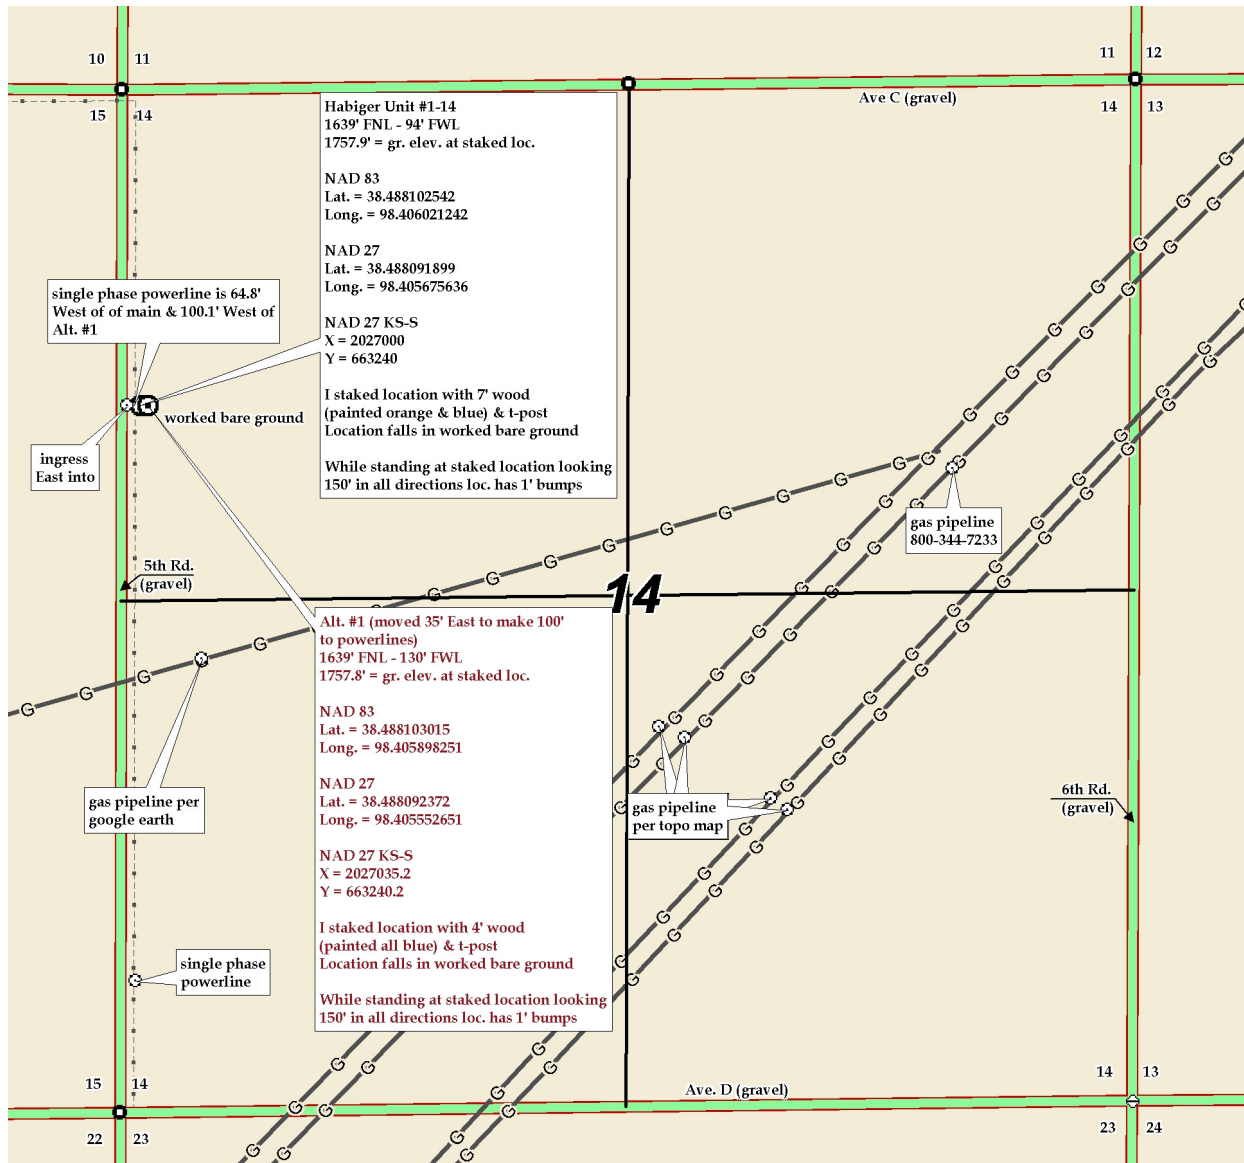 10 11
11 12
15 14
14 13
Ave C (gravel)
Habiger Unit #1-14
1639' FNL - 94' FWL
1757.9' = gr. elev. at staked loc.
NAD 83
Lat. = 38.488102542
Long. = 98.406021242
NAD 27
Lat. = 38.488091899
Long. = 98.405675636
NAD 27 KS-S
X = 2027000
Y = 663240
I staked location with 7' wood
(painted orange & blue) & t-post
Location falls in worked bare ground
While standing at staked location looking
150' in all directions loc. has 1' bumps
single phase powerline is 64.8'
West of of main & 100.1' West of
Alt. #1
worked bare ground
ingress
East into
gas pipeline
800-344-7233
5th Rd.
(gravel)
14
Alt. #1 (moved 35' East to make 100'
to powerlines)
1639' FNL - 130' FWL
1757.8' = gr. elev. at staked loc.
NAD 83
Lat. = 38.488103015
Long. = 98.405898251
NAD 27
Lat. = 38.488092372
Long. = 98.405552651
NAD 27 KS-S
X = 2027035.2
Y = 663240.2
I staked location with 4' wood
(painted all blue) & t-post
Location falls in worked bare ground
While standing at staked location looking
150' in all directions loc. has 1' bumps
gas pipeline per
google earth
gas pipeline
per topo map
6th Rd.
(gravel)
single phase
powerline
15 14
14 13
Ave. D (gravel)
22 23
23 24